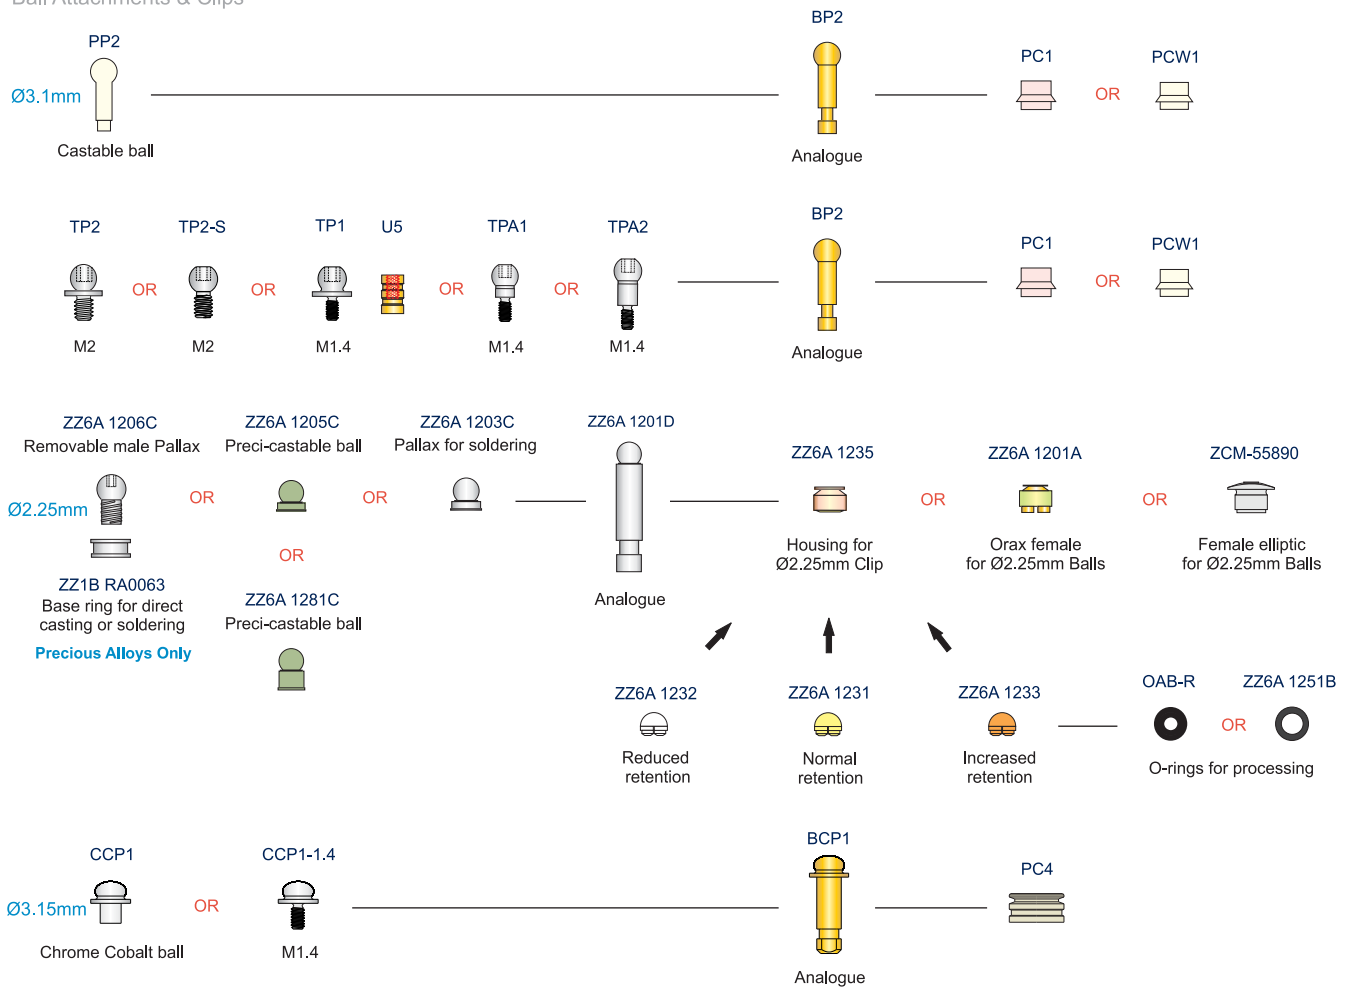 Ball Attachments & Clips
PP2
BP2
PC1
PCW1
Ø3.1mm
OR
Castable ball
Analogue
TP2
TP2-S
TP1
U5
TPA1
TPA2
BP2
PC1
PCW1
OR
OR
OR
OR
OR
M2
M2
M1.4
M1.4
M1.4
Analogue
ZZ6A 1206C
Removable male Pallax
ZZ6A 1205C
Preci-castable ball
ZZ6A 1203C
Pallax for soldering
ZZ6A 1201D
ZZ6A 1235
ZZ6A 1201A
ZCM-55890
Ø2.25mm
OR
OR
OR
OR
Housing for
Ø2.25mm Clip
Orax female
for Ø2.25mm Balls
Female elliptic
for Ø2.25mm Balls
OR
ZZ1B RA0063
Base ring for direct
casting or soldering
Precious Alloys Only
ZZ6A 1281C
Preci-castable ball
Analogue
ZZ6A 1232
ZZ6A 1231
ZZ6A 1233
OAB-R
ZZ6A 1251B
OR
Reduced
retention
Normal
retention
Increased
retention
O-rings for processing
CCP1
CCP1-1.4
BCP1
PC4
Ø3.15mm
OR
Chrome Cobalt ball
M1.4
Analogue